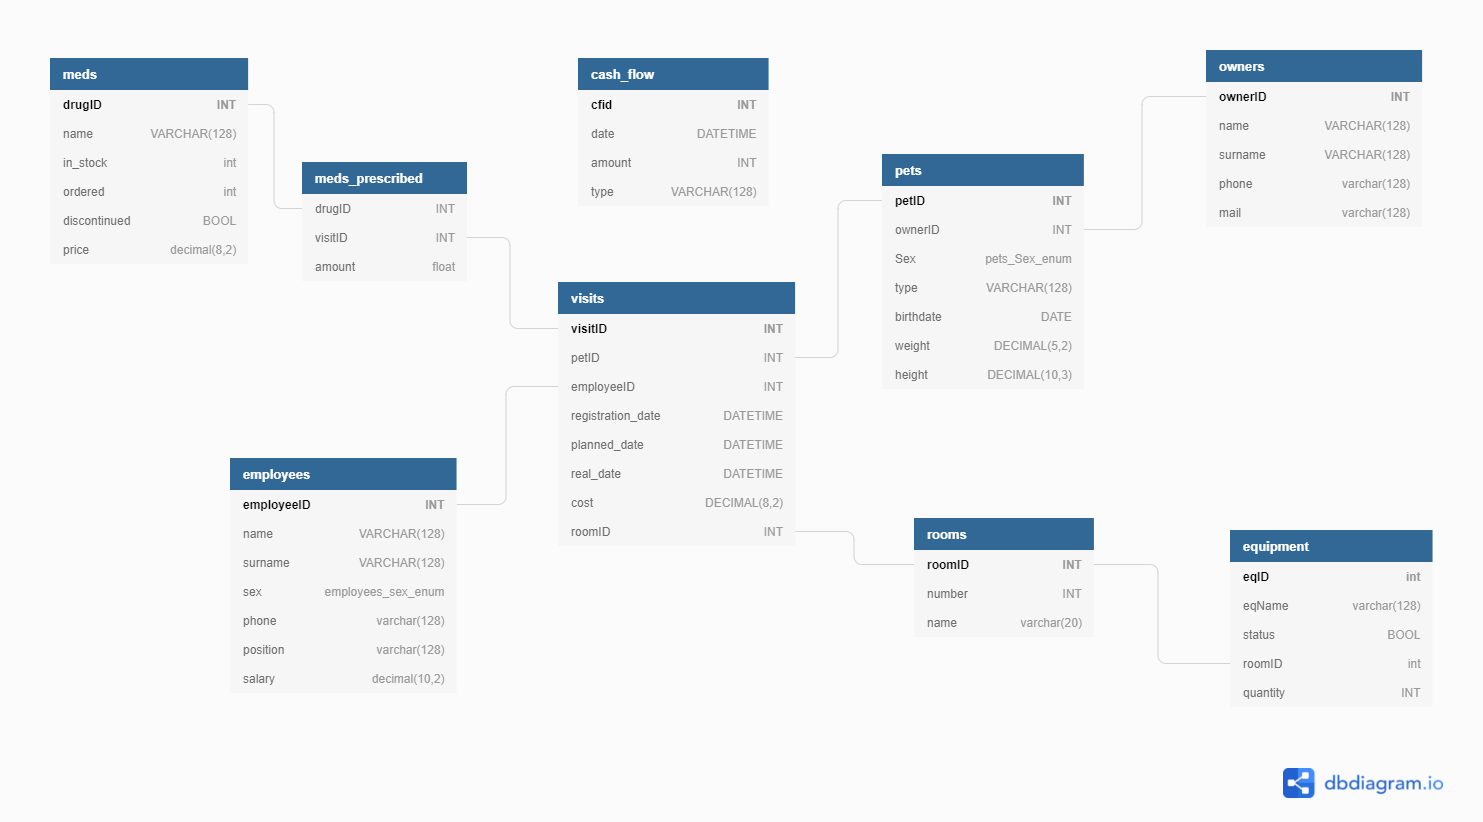 meds
drugID INT
name VARCHAR(128)
in_stock int
ordered int
discontinued BOOL
price decimal(8,2)
meds_prescribed
drugID INT
visitID INT
amount float
cash_flow
cfid INT
date DATETIME
amount INT
type VARCHAR(128)
visits
visitID INT
petID INT
employeeID INT
registration_date DATETIME
planned_date DATETIME
real_date DATETIME
cost DECIMAL(8,2)
roomID INT
pets
petID INT
ownerID INT
Sex pets_Sex_enum
type VARCHAR(128)
birthdate DATE
weight DECIMAL(5,2)
height DECIMAL(10,3)
owners
ownerID INT
name VARCHAR(128)
surname VARCHAR(128)
phone varchar(128)
mail varchar(128)
employees
employeeID INT
name VARCHAR(128)
surname VARCHAR(128)
sex employees_sex_enum
phone varchar(128)
position varchar(128)
salary decimal(10,2)
rooms
roomID INT
number INT
name varchar(20)
equipment
eqID int
eqName varchar(128)
status BOOL
roomID int
quantity INT
dbdiagram.io